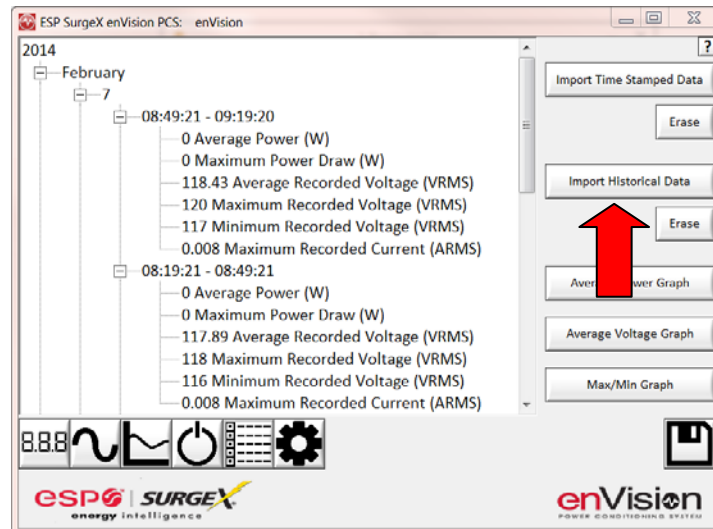 ESP SurgeX enVision PCS: enVision
2014
February
7
08:49:21 - 09:19:20
0 Average Power (W)
0 Maximum Power Draw (W)
118.43 Average Recorded Voltage (VRMS)
120 Maximum Recorded Voltage (VRMS)
117 Minimum Recorded Voltage (VRMS)
0.008 Maximum Recorded Current (ARMS)
08:19:21 - 08:49:21
0 Average Power (W)
0 Maximum Power Draw (W)
117.89 Average Recorded Voltage (VRMS)
118 Maximum Recorded Voltage (VRMS)
116 Minimum Recorded Voltage (VRMS)
0.008 Maximum Recorded Current (ARMS)
?
Import Time Stamped Data
Erase
Import Historical Data
Erase
Graph
Average Voltage Graph
Max/Min Graph
8.8.8
esp | SURGEX
energy intelligence
enVision
POWER CONDITIONING SYSTEM